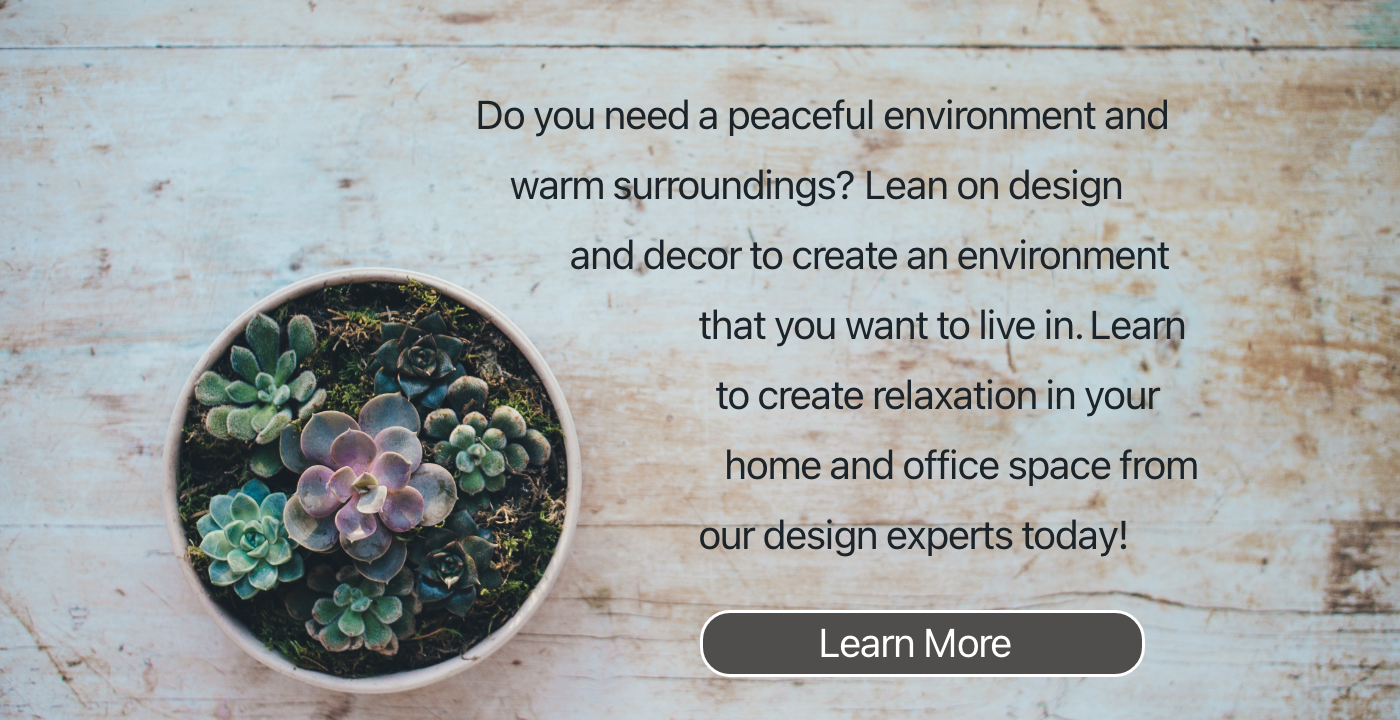 Do you need a peaceful environment and
warm surroundings? Lean on design
and decor to create an environment
that you want to live in. Learn
to create relaxation in your
home and office space from
our design experts today!
Learn More